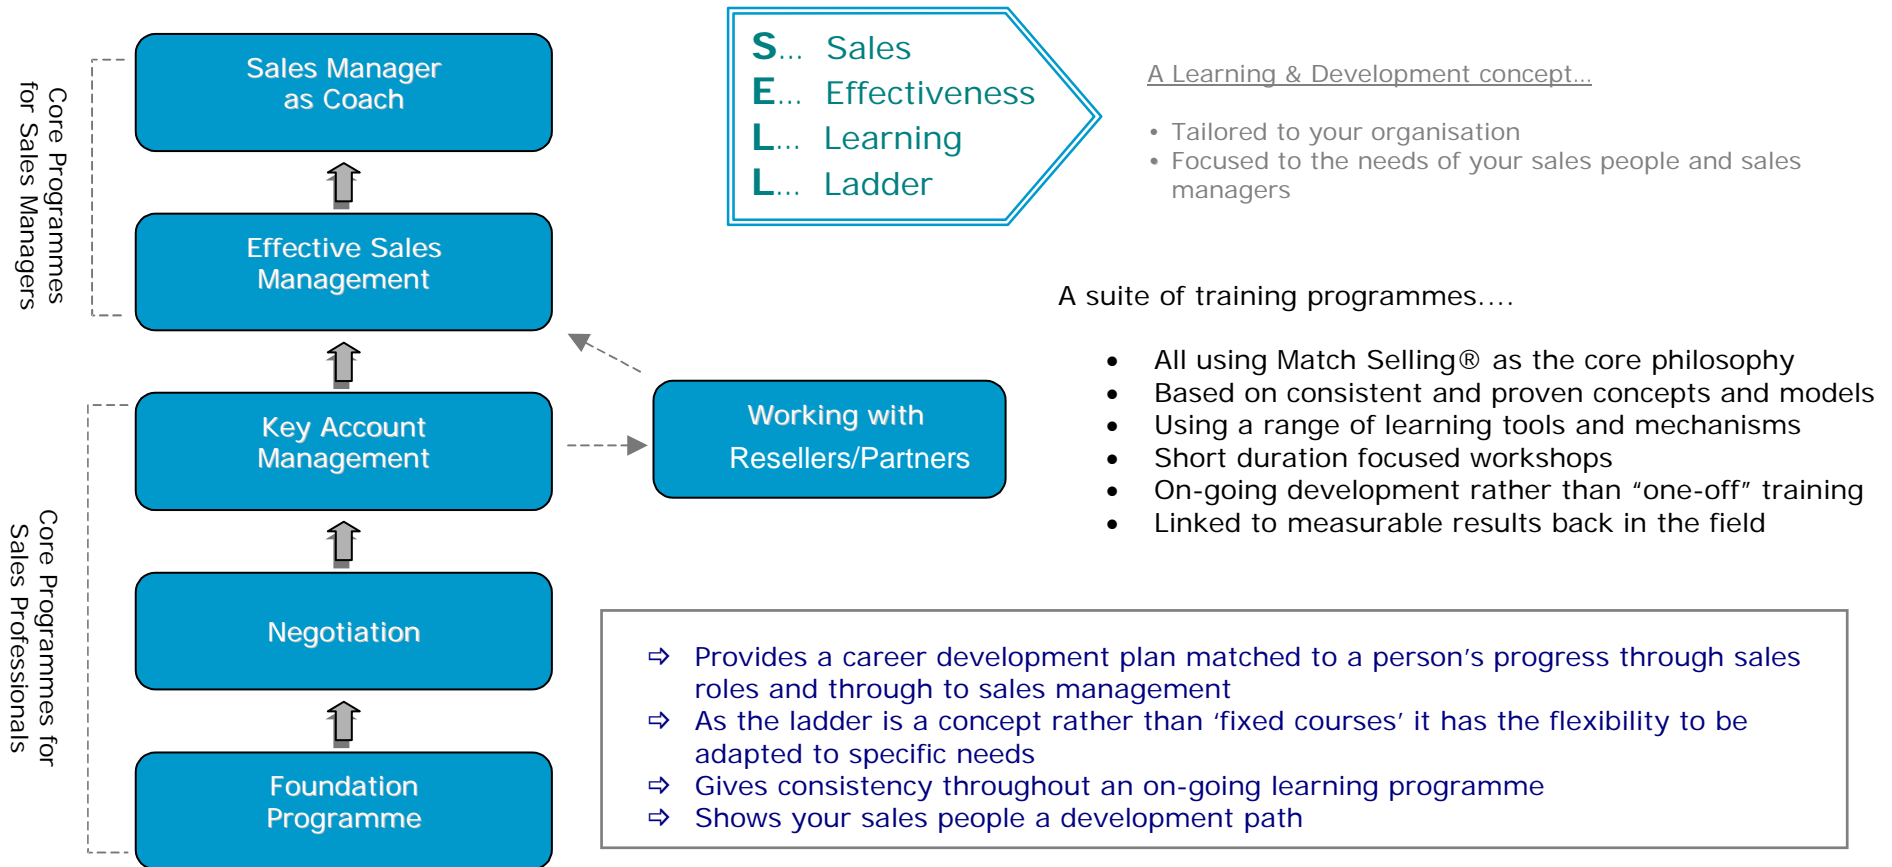 S... Sales
E... Effectiveness
L... Learning
L... Ladder
A Learning & Development concept...
• Tailored to your organisation
• Focused to the needs of your sales people and sales
managers
Core Programmes
for Sales Managers
Sales Manager
as Coach
Effective Sales
Management
Core Programmes for
Sales Professionals
Key Account
Management
Working with
Resellers/Partners
Negotiation
Foundation
Programme
A suite of training programmes....
• All using Match Selling® as the core philosophy
• Based on consistent and proven concepts and models
• Using a range of learning tools and mechanisms
• Short duration focused workshops
• On-going development rather than “one-off” training
• Linked to measurable results back in the field
⇨ Provides a career development plan matched to a person’s progress through sales
roles and through to sales management
⇨ As the ladder is a concept rather than ‘fixed courses’ it has the flexibility to be
adapted to specific needs
⇨ Gives consistency throughout an on-going learning programme
⇨ Shows your sales people a development path